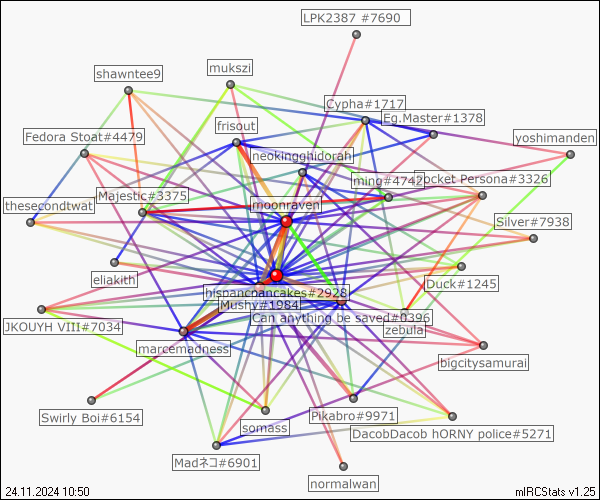 LPK2387 #7690
shawntee9
mukszi
Cypha#1717
Eg.Master#1378
frisout
Fedora Stoat#4479
yoshimanden
neokingghidorah
ming#4742
ocket Persona#3326
Majestic#3375
moonraven
thesecondtwat
Silver#7938
eliakith
Duck#1245
hispancpancakes#2928
Mushy#1984
Can anything be saved#0396
JKOUYH VIII#7034
zebula
marcemadness
bigcitysamurai
Swirly Boi#6154
Pikabro#9971
somass
DacobDacob hORNY police#5271
Madネコ#6901
normalwan
24.11.2024 10:50
mIRCStats v1.25